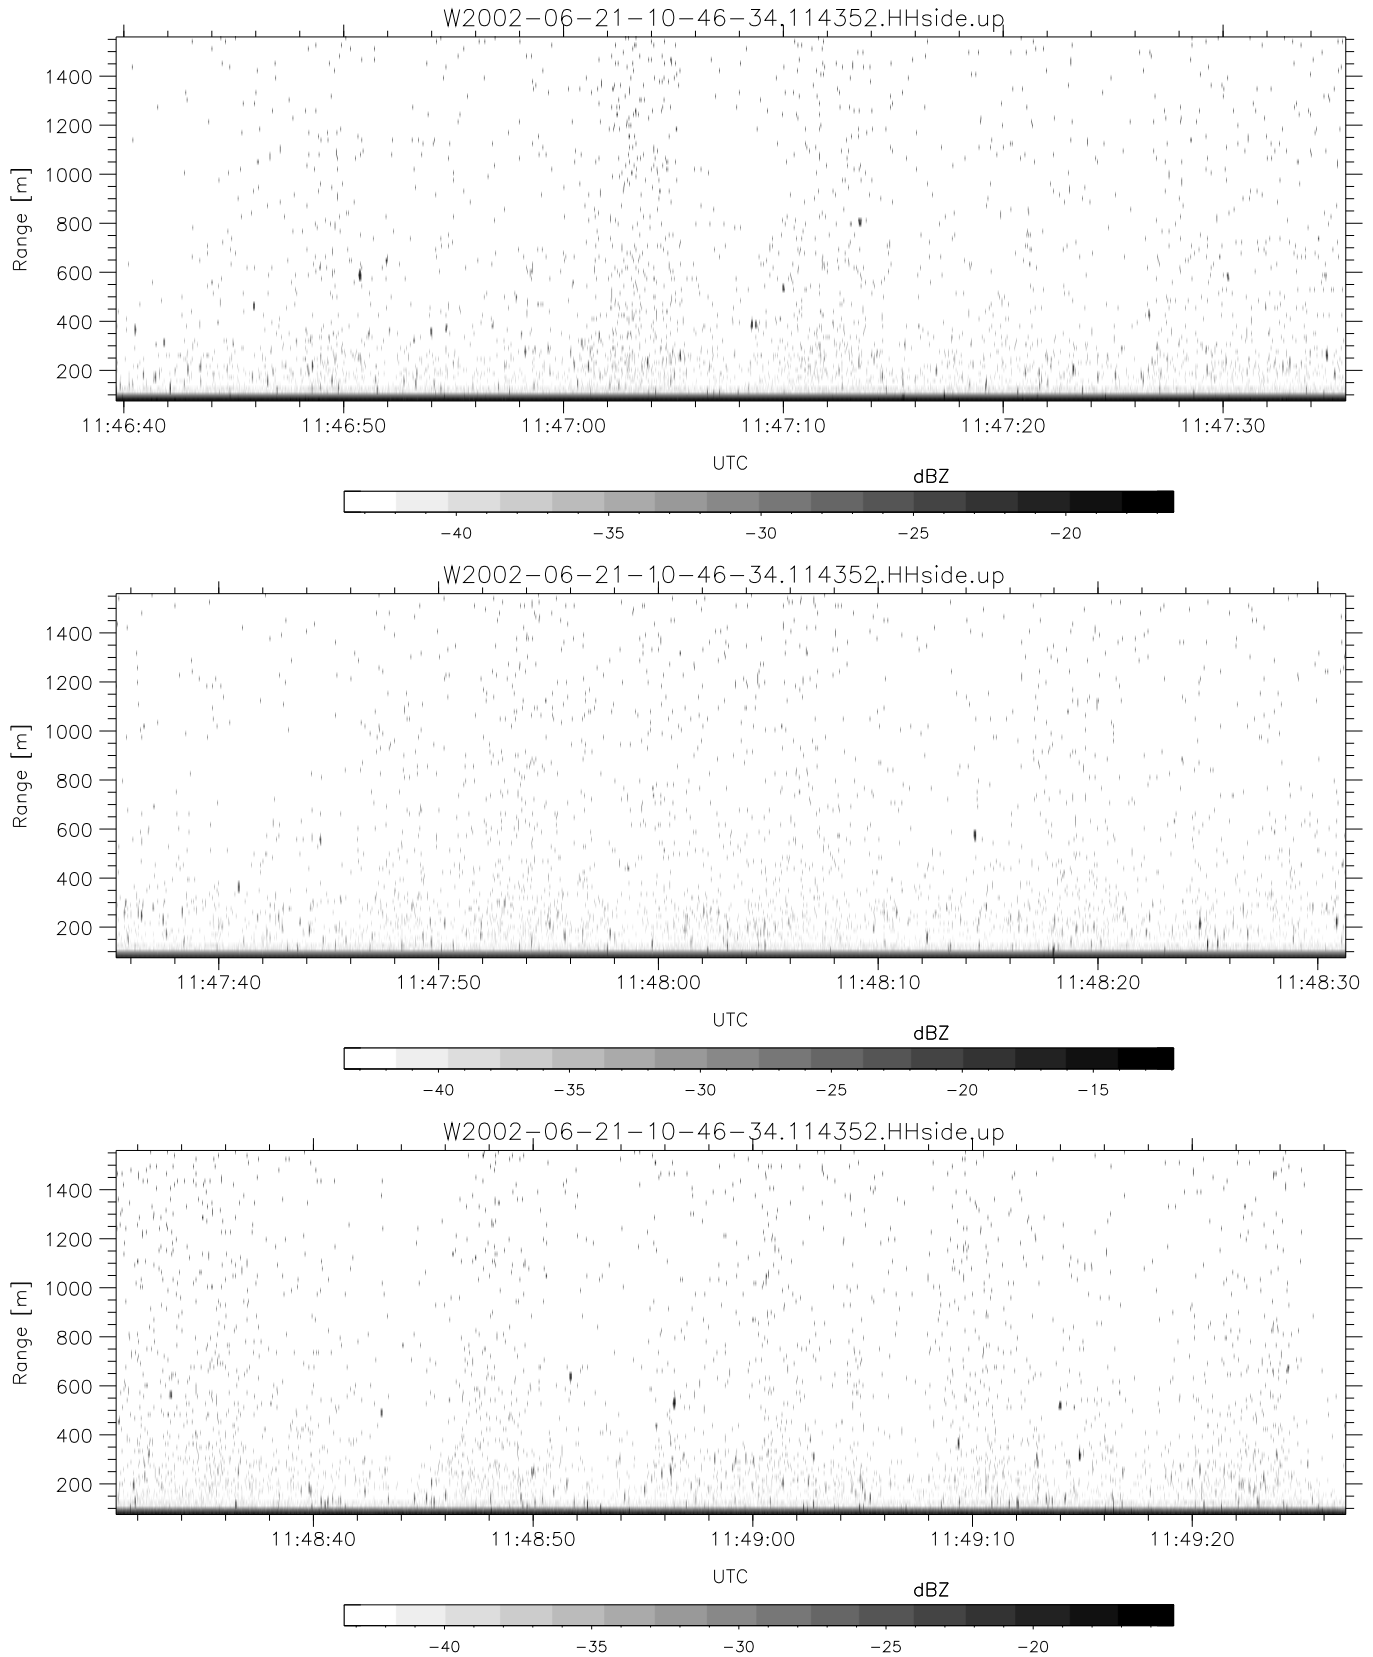 W2002-06-21-10-46-34.114352.HHside.up
Range [m]
1400
1200
1000
800
600
400
200
11:46:40 11:46:50 11:47:00 11:47:10 11:47:20 11:47:30
UTC
dBZ
-40 -35 -30 -25 -20
W2002-06-21-10-46-34.114352.HHside.up
Range [m]
1400
1200
1000
800
600
400
200
11:47:40 11:47:50 11:48:00 11:48:10 11:48:20 11:48:30
UTC
dBZ
-40 -35 -30 -25 -20 -15
W2002-06-21-10-46-34.114352.HHside.up
Range [m]
1400
1200
1000
800
600
400
200
11:48:40 11:48:50 11:49:00 11:49:10 11:49:20
UTC
dBZ
-40 -35 -30 -25 -20